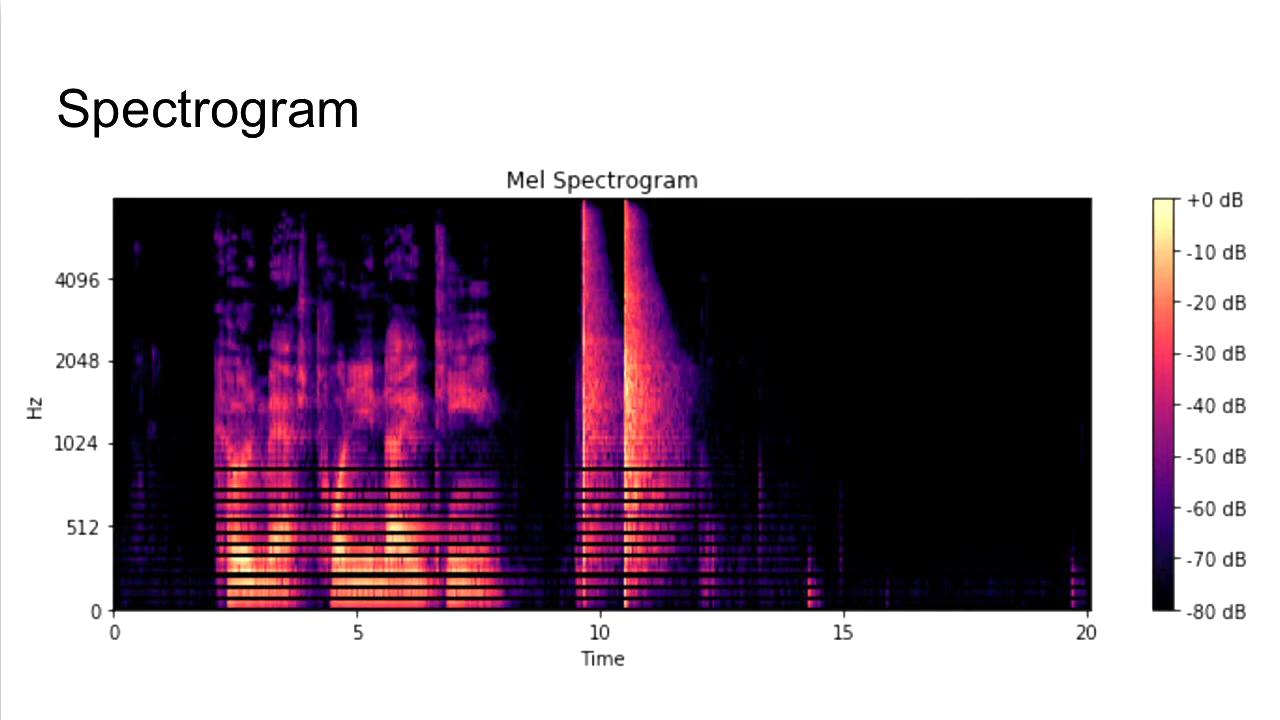 Spectrogram
Mel Spectrogram
+0 dB
-10 dB
-20 dB
-30 dB
-40 dB
-50 dB
-60 dB
-70 dB
-80 dB
4096
2048
1024
512
0
Hz
0 5 10 15 20
Time